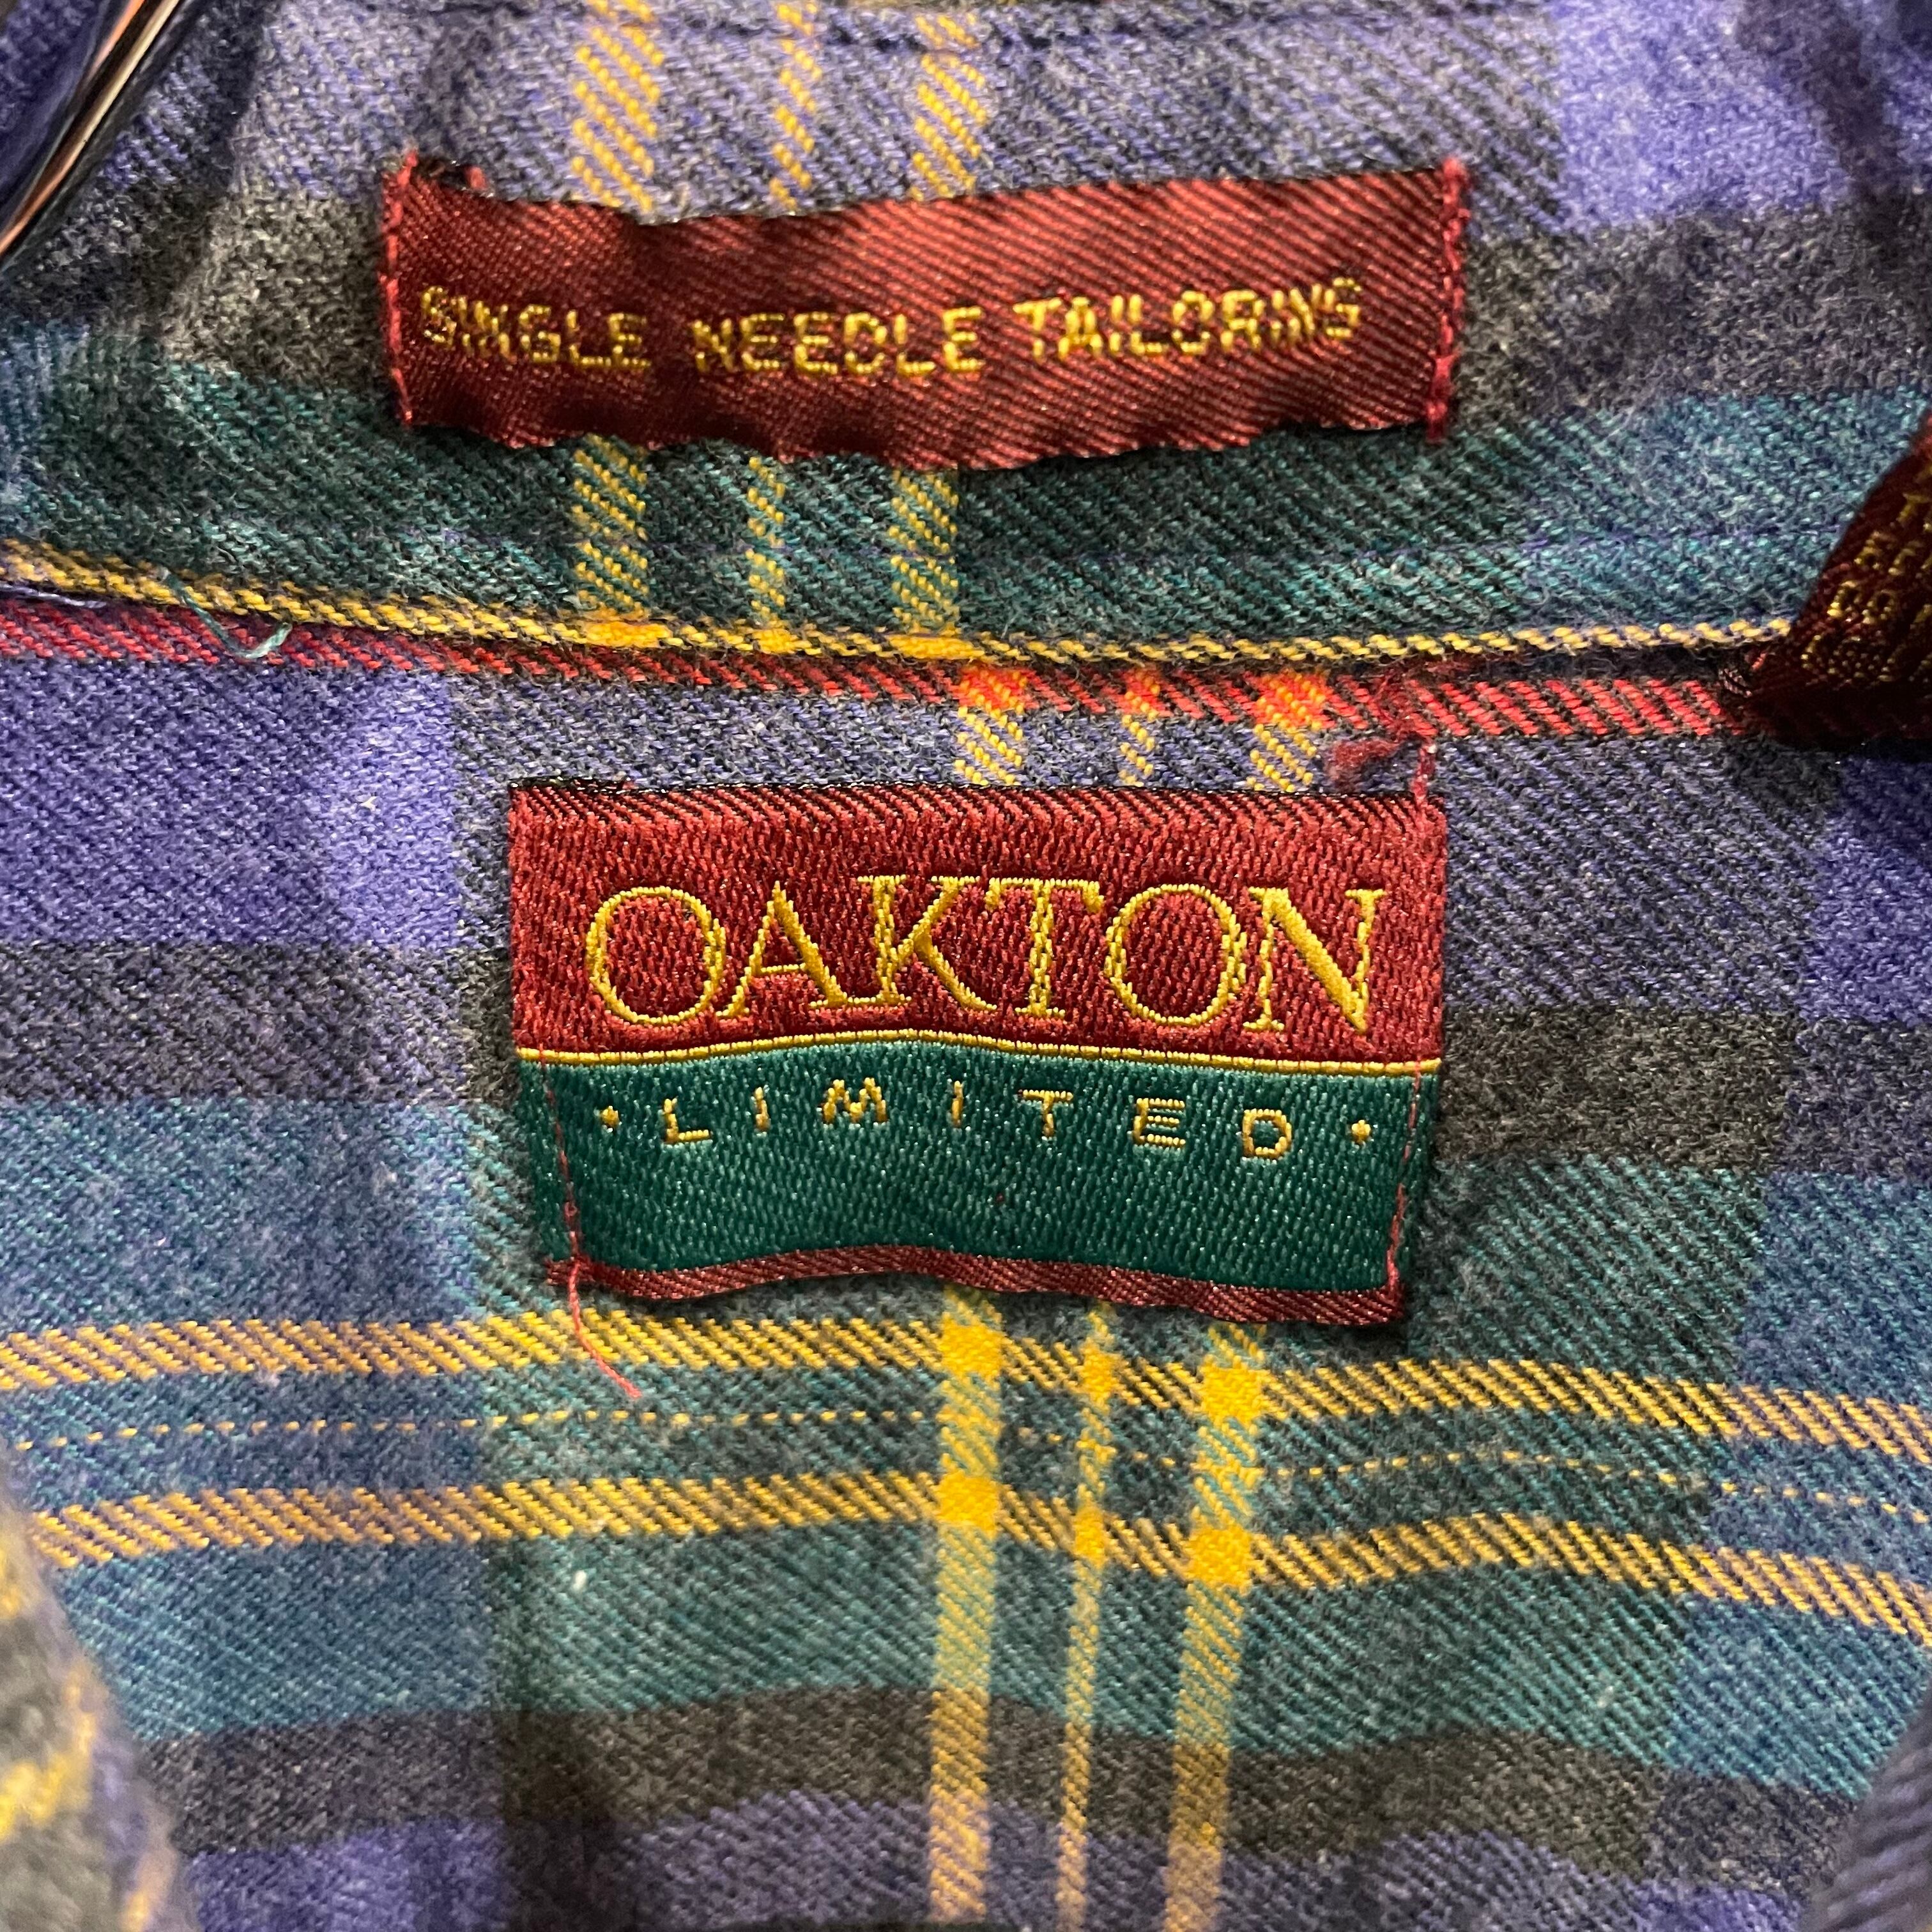 SINGLE NEEDLE TAILORING
OAKTON
· LIMITED ·